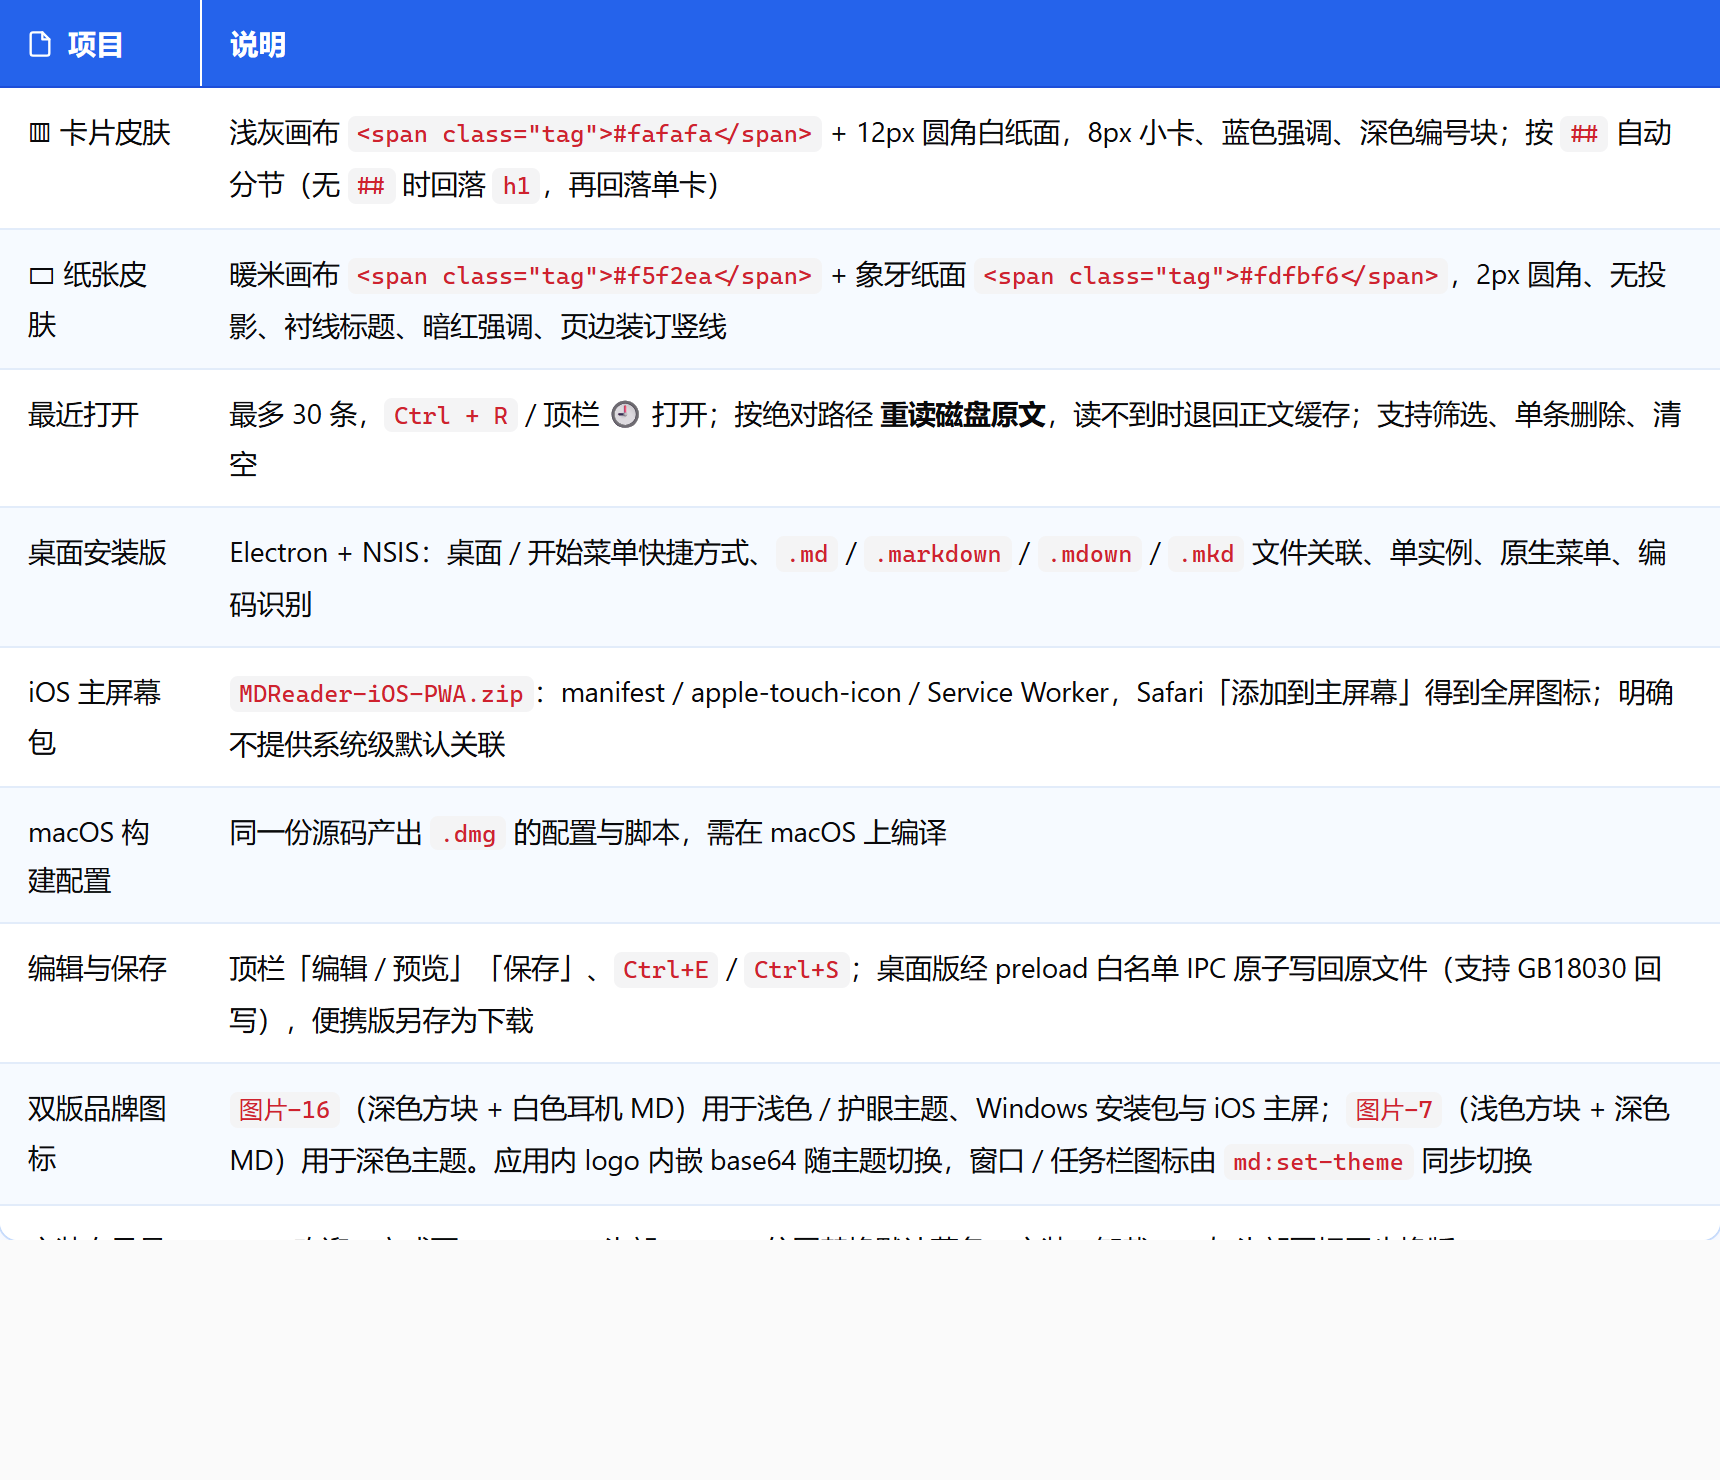 项目
说明
卡片皮肤
浅灰画布 <span class="tag">#fafafa</span> + 12px 圆角白纸面，8px 小卡、蓝色强调、深色编号块；按 ## 自动
分节（无 ## 时回落 h1，再回落单卡）
纸张皮
肤
暖米画布 <span class="tag">#f5f2ea</span> + 象牙纸面 <span class="tag">#fdfbf6</span>，2px 圆角、无投
影、衬线标题、暗红强调、页边装订竖线
最近打开
最多 30 条，Ctrl + R / 顶栏 🕘 打开；按绝对路径 重读磁盘原文，读不到时退回正文缓存；支持筛选、单条删除、清
空
桌面安装版
Electron + NSIS：桌面 / 开始菜单快捷方式、.md / .markdown / .mdown / .mkd 文件关联、单实例、原生菜单、编
码识别
iOS 主屏幕
包
MDReader-iOS-PWA.zip：manifest / apple-touch-icon / Service Worker，Safari「添加到主屏幕」得到全屏图标；明确
不提供系统级默认关联
macOS 构
建配置
同一份源码产出 .dmg 的配置与脚本，需在 macOS 上编译
编辑与保存
顶栏「编辑 / 预览」「保存」、Ctrl+E / Ctrl+S；桌面版经 preload 白名单 IPC 原子写回原文件（支持 GB18030 回
写），便携版另存为下载
双版品牌图
标
图片-16（深色方块 + 白色耳机 MD）用于浅色 / 护眼主题、Windows 安装包与 iOS 主屏；图片-7（浅色方块 + 深色
MD）用于深色主题。应用内 logo 内嵌 base64 随主题切换，窗口 / 任务栏图标由 md:set-theme 同步切换